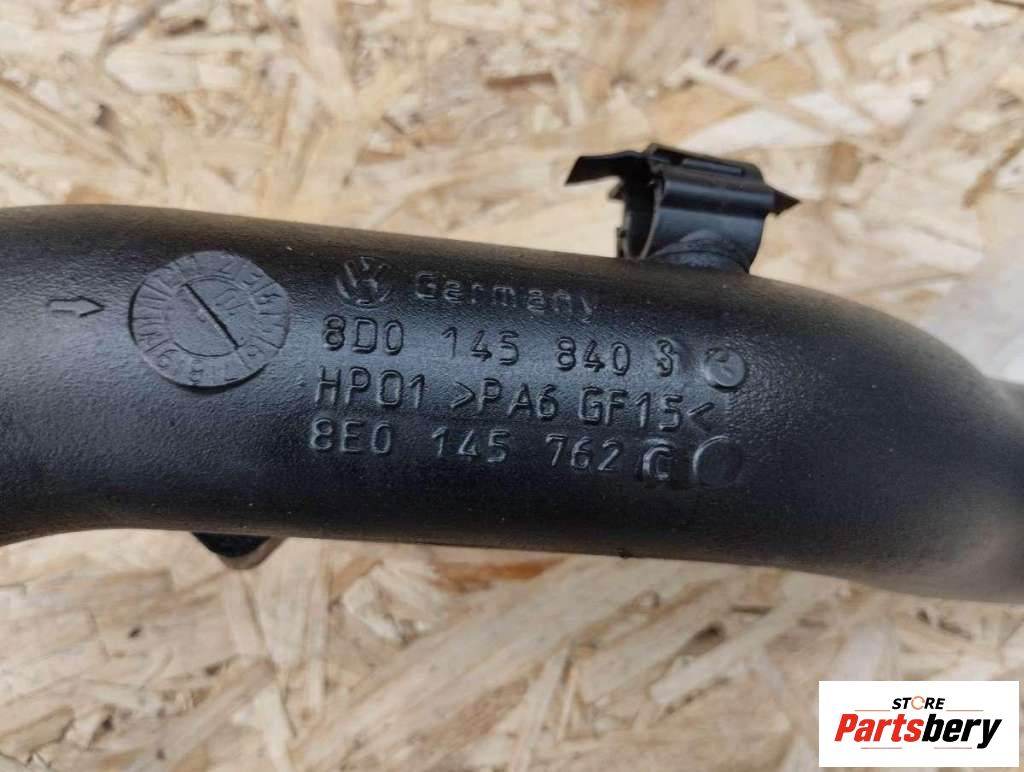 Germany
8D0 145 840 S
HP01 >PA6 GF15<
8E0 145 762 C
STORE
Partsbery